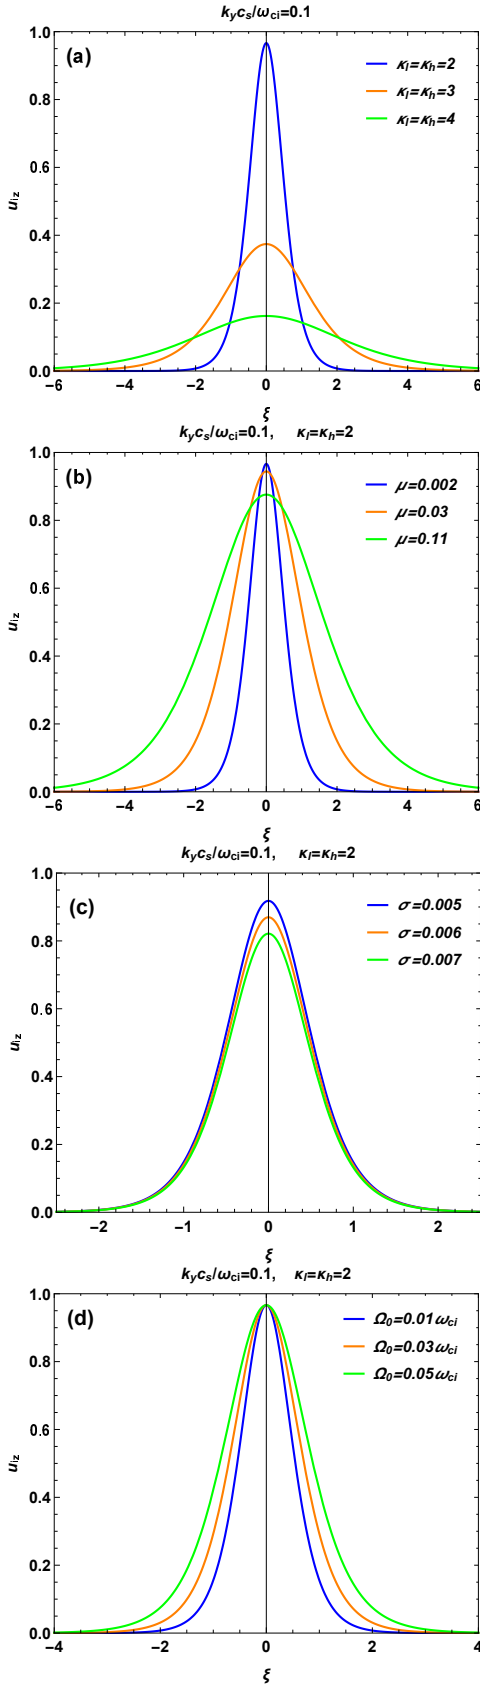 k_y c_s/ω_ci=0.1
(a)
κ_l=κ_h=2
κ_l=κ_h=3
κ_l=κ_h=4
u_iz
1.0
0.8
0.6
0.4
0.2
0.0
−6 −4 −2 0 2 4 6
ξ
k_y c_s/ω_ci=0.1, κ_l=κ_h=2
(b)
μ=0.002
μ=0.03
μ=0.11
u_iz
1.0
0.8
0.6
0.4
0.2
0.0
−6 −4 −2 0 2 4 6
ξ
k_y c_s/ω_ci=0.1, κ_l=κ_h=2
(c)
σ=0.005
σ=0.006
σ=0.007
u_iz
1.0
0.8
0.6
0.4
0.2
0.0
−2 −1 0 1 2
ξ
k_y c_s/ω_ci=0.1, κ_l=κ_h=2
(d)
Ω_0=0.01ω_ci
Ω_0=0.03ω_ci
Ω_0=0.05ω_ci
u_iz
1.0
0.8
0.6
0.4
0.2
0.0
−4 −2 0 2 4
ξ